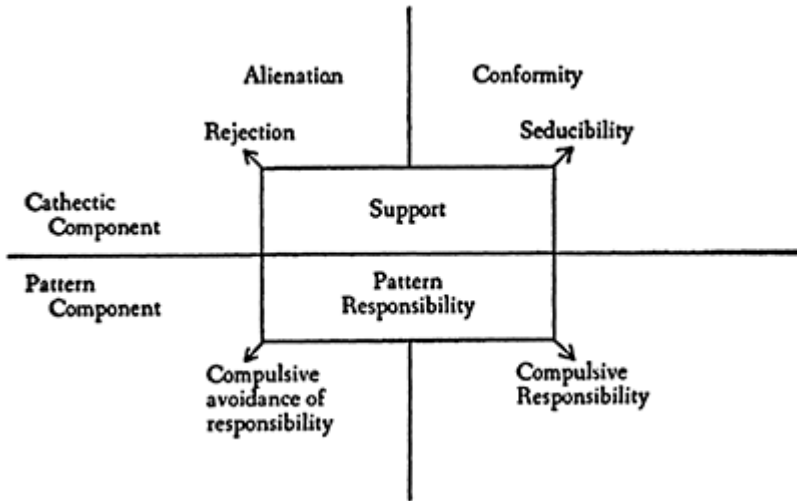 Alienation
Conformity
Rejection
Seducibility
Cathectic
Component
Support
Pattern
Component
Pattern
Responsibility
Compulsive
avoidance of
responsibility
Compulsive
Responsibility